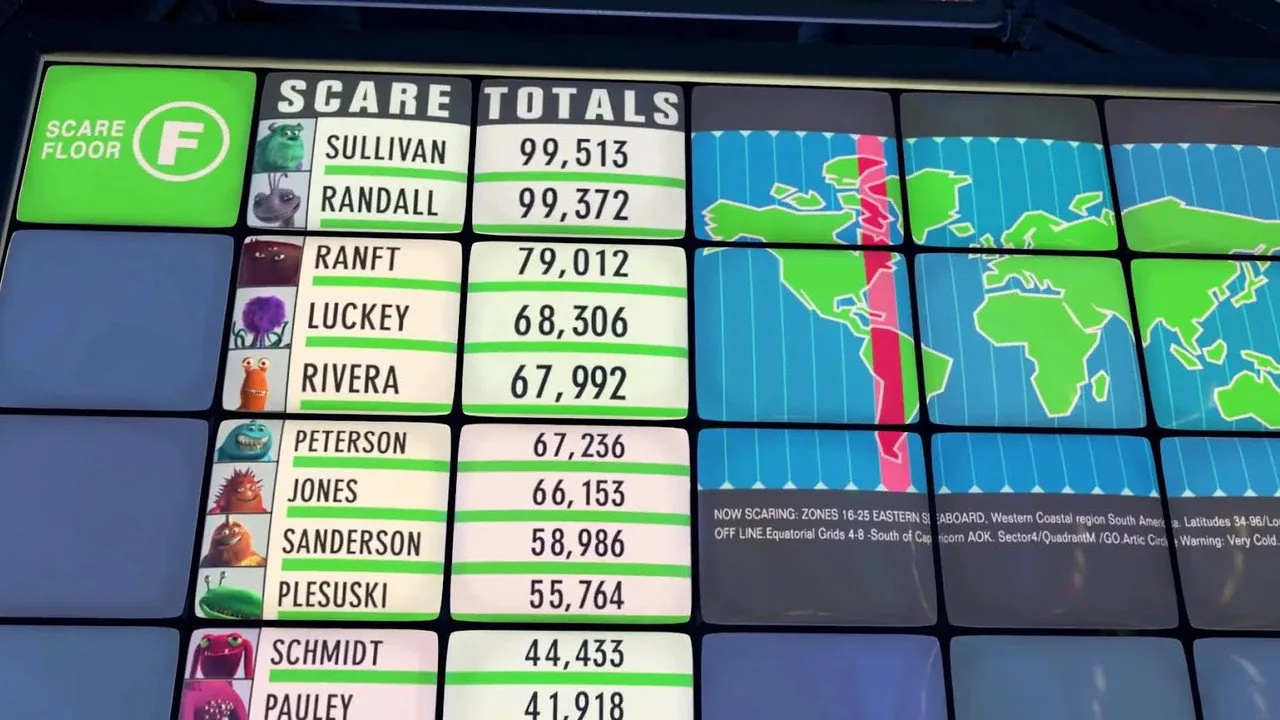 SCARE FLOOR F
SCARE TOTALS
SULLIVAN 99,513
RANDALL 99,372
RANFT 79,012
LUCKEY 68,306
RIVERA 67,992
PETERSON 67,236
JONES 66,153
SANDERSON 58,986
PLESUSKI 55,764
SCHMIDT 44,433
PAULEY 41,918
NOW SCARING: ZONES 16-25 EASTERN SEABOARD, Western Coastal region South America. Latitudes 34-96/Lo
OFF LINE.Equatorial Grids 4-8 -South of Capricorn AOK. Sector4/QuadrantM /GO.Artic Circle Warning: Very Cold.